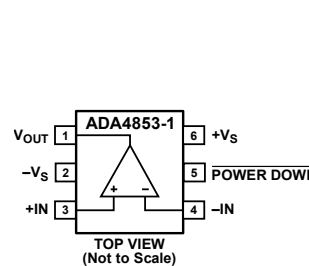 ADA4853-1
VOUT 1
6 +VS
–VS 2
5 POWER DOWN
+IN 3
+ –
4 –IN
TOP VIEW
(Not to Scale)